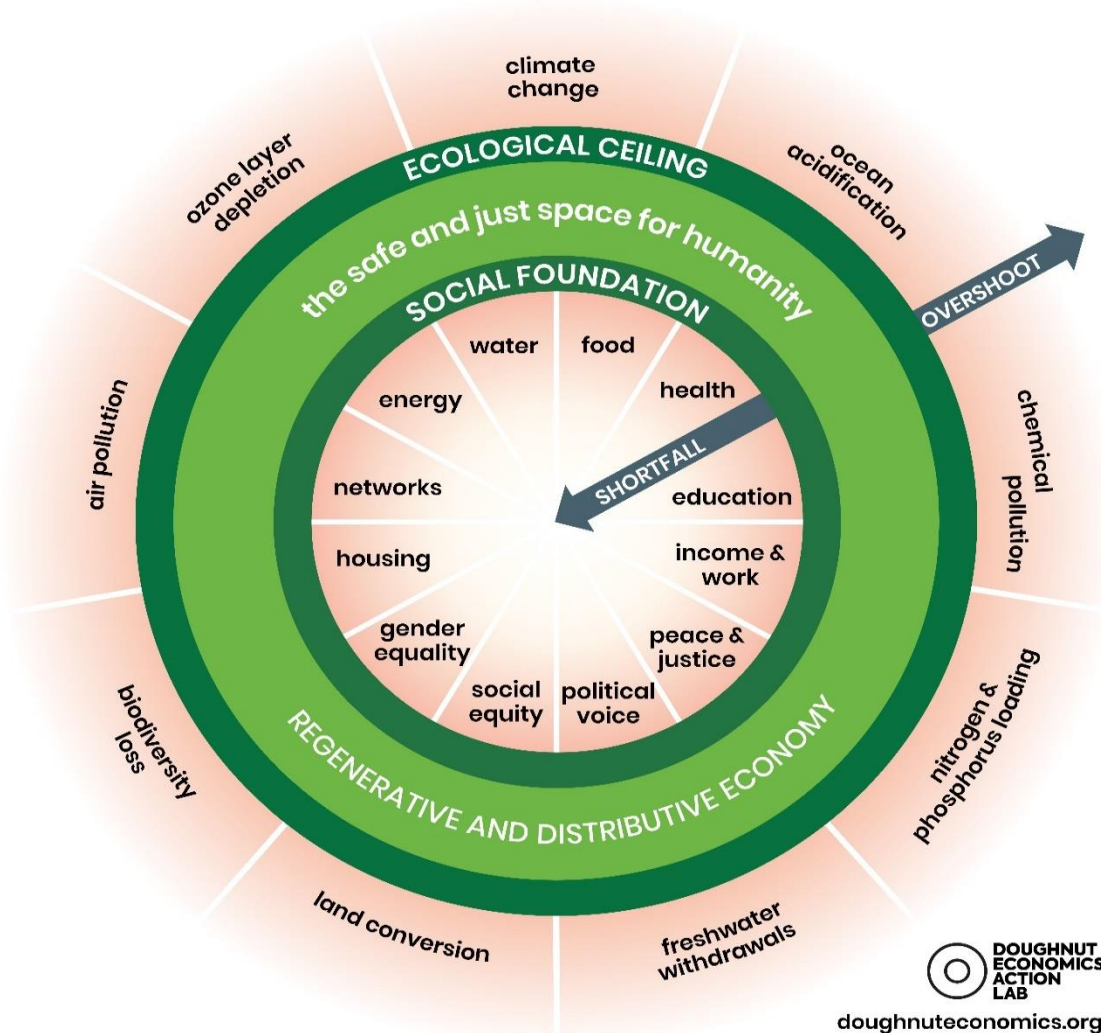 climate
change
ocean
acidification
chemical
pollution
nitrogen &
phosphorus loading
freshwater
withdrawals
land conversion
biodiversity
loss
air pollution
ozone layer
depletion
ECOLOGICAL CEILING
the safe and just space for humanity
SOCIAL FOUNDATION
OVERSHOOT
water
food
health
SHORTFALL
education
income &
work
peace &
justice
political
voice
social
equity
gender
equality
housing
networks
energy
REGENERATIVE AND DISTRIBUTIVE ECONOMY
DOUGHNUT
ECONOMICS
ACTION
LAB
doughnuteconomics.org